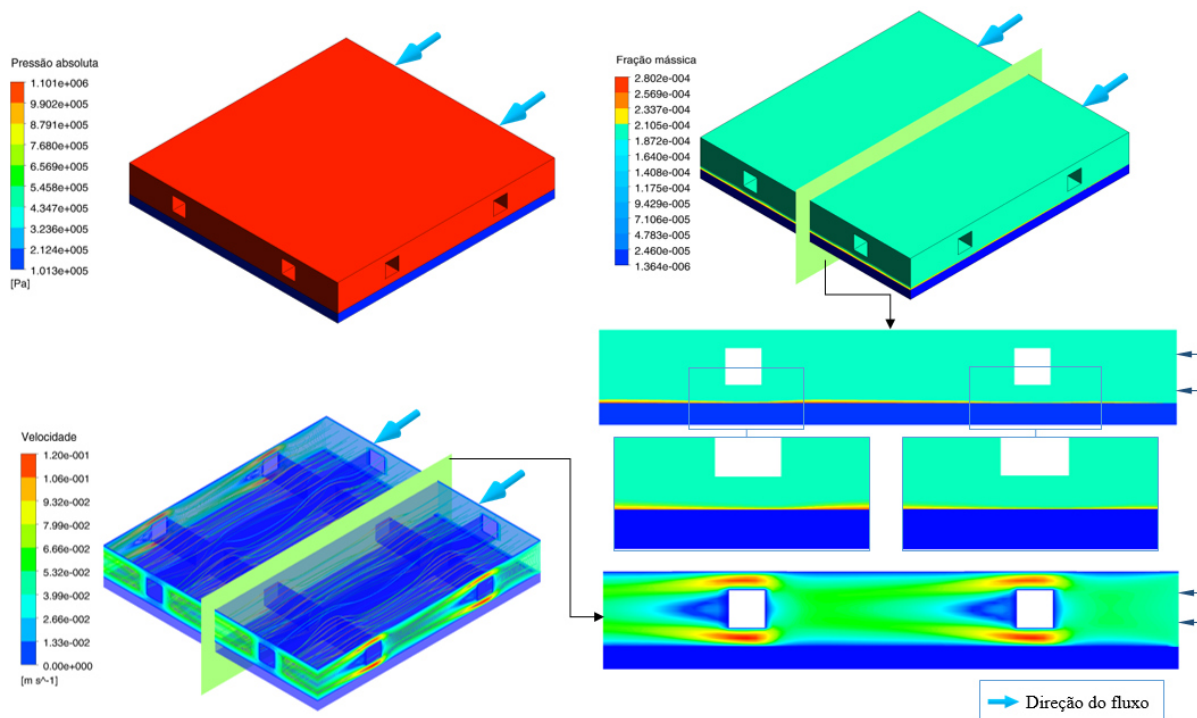 Pressão absoluta
1.101e+006
9.902e+005
8.791e+005
7.680e+005
6.569e+005
5.458e+005
4.347e+005
3.236e+005
2.124e+005
1.013e+005
[Pa]
Fração mássica
2.802e-004
2.569e-004
2.337e-004
2.105e-004
1.872e-004
1.640e-004
1.408e-004
1.175e-004
9.429e-005
7.106e-005
4.783e-005
2.460e-005
1.364e-006
Velocidade
1.20e-001
1.06e-001
9.32e-002
7.99e-002
6.66e-002
5.32e-002
3.99e-002
2.66e-002
1.33e-002
0.00e+000
[m s^-1]
Direção do fluxo